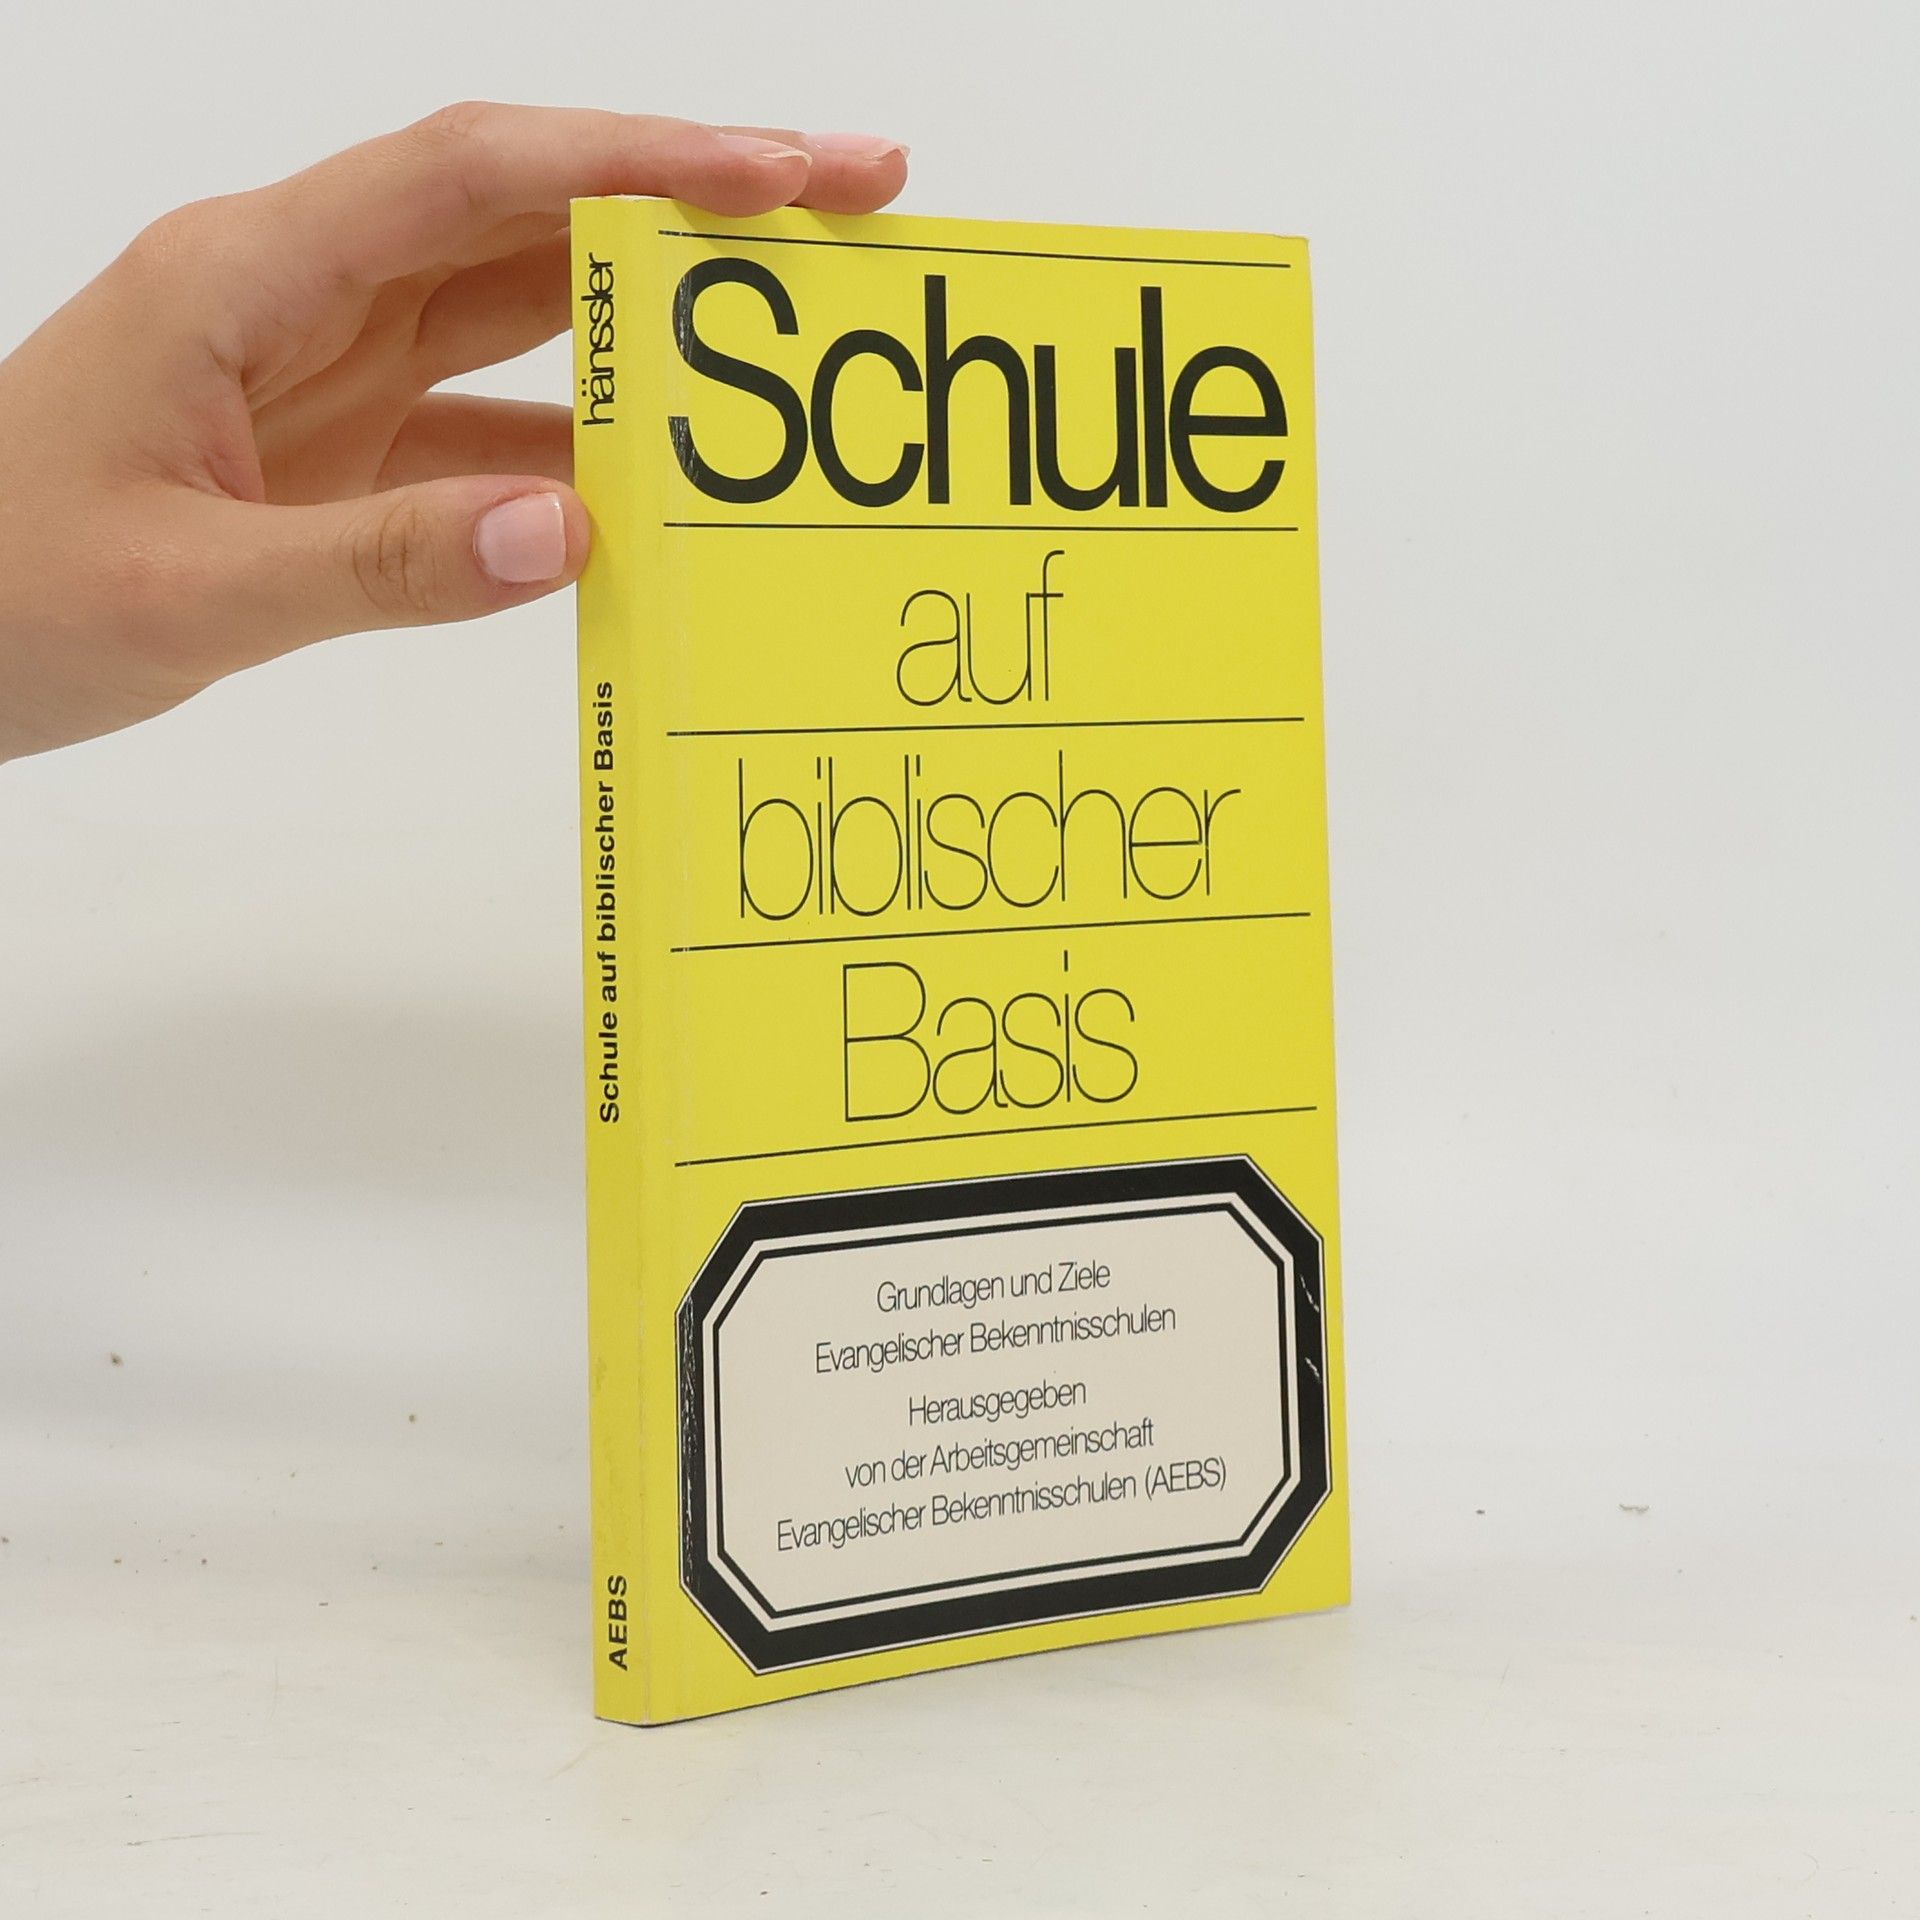 Schule
auf
biblischer
Basis
Grundlagen und Ziele
Evangelischer Bekenntnisschulen
Herausgegeben
von der Arbeitsgemeinschaft
Evangelischer Bekenntnisschulen (AEBS)
hänssler
Schule auf biblischer Basis
AEBS